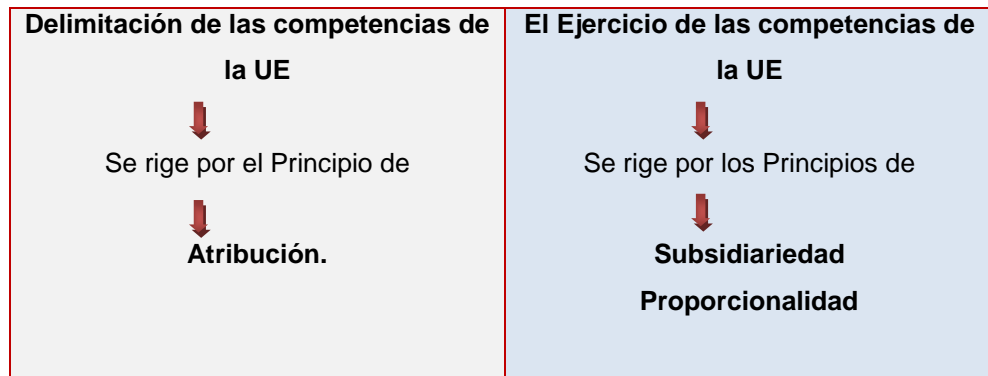 Delimitación de las competencias de
la UE
Se rige por el Principio de
Atribución.
El Ejercicio de las competencias de
la UE
Se rige por los Principios de
Subsidiariedad
Proporcionalidad